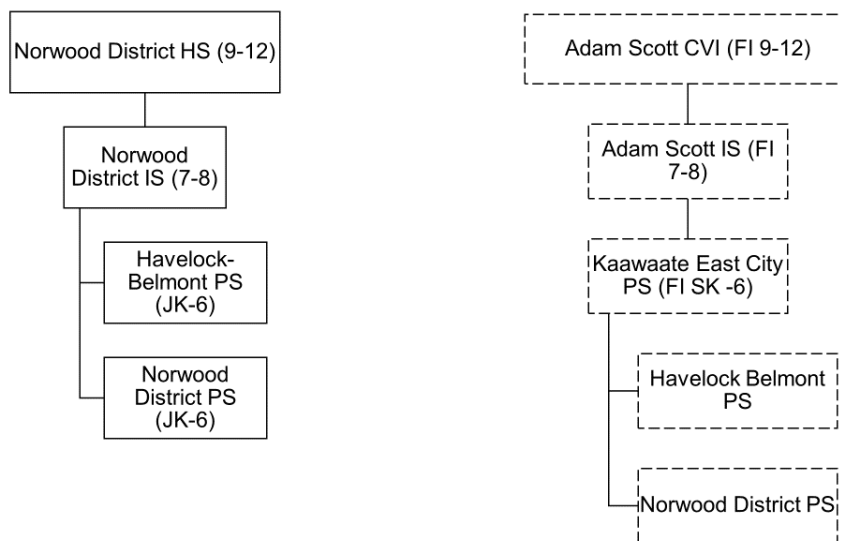 Norwood District HS (9-12)
Norwood
District IS (7-8)
Havelock-
Belmont PS
(JK-6)
Norwood
District PS
(JK-6)
Adam Scott CVI (FI 9-12)
Adam Scott IS (FI
7-8)
Kaawaate East City
PS (FI SK -6)
Havelock Belmont
PS
Norwood District PS